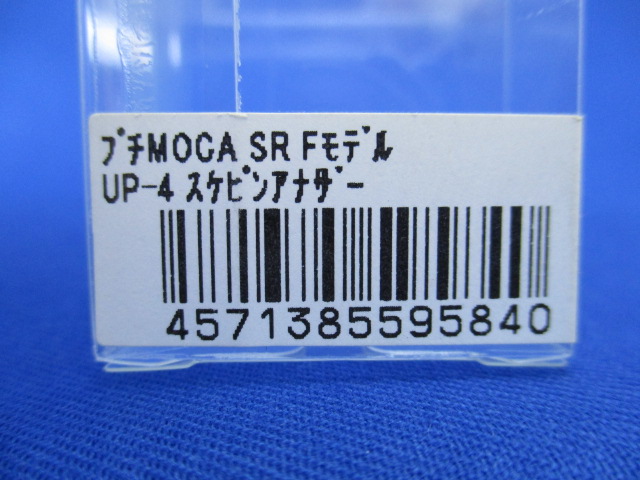 ﾌﾟﾁMOCA SR Fﾓﾃﾞﾙ
UP-4 ｽｹﾋﾟﾝｱﾅｻﾞｰ
4571385595840